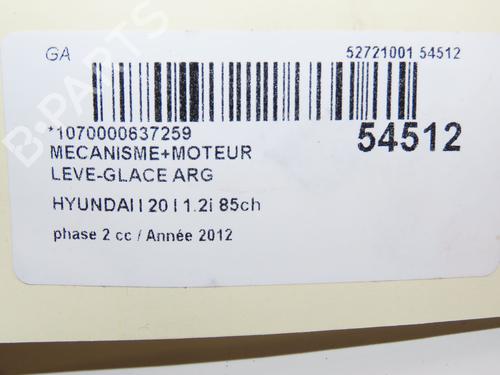 GA
52721001 54512
*1070000637259
54512
MECANISME+MOTEUR
LEVE-GLACE ARG
HYUNDAI I 20 I 1.2i 85ch
phase 2 cc / Année 2012
B-PARTS